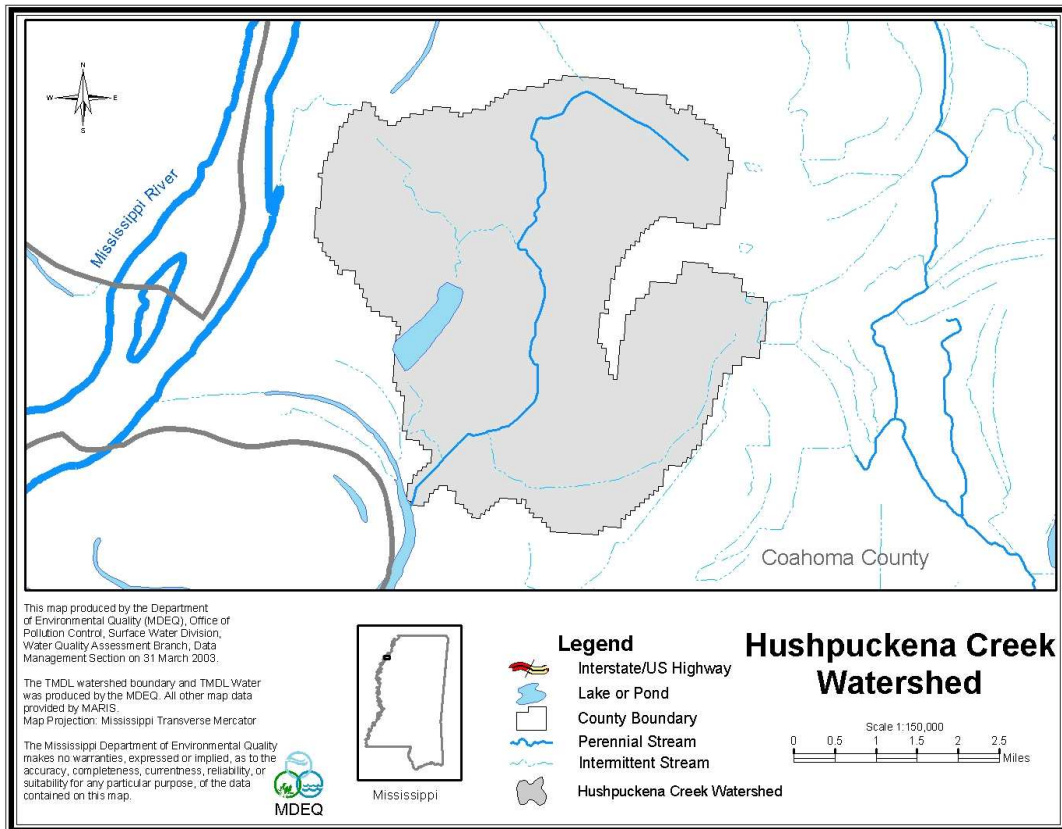 N
W E
S
Mississippi River
Coahoma County
This map produced by the Department
of Environmental Quality (MDEQ), Office of
Pollution Control, Surface Water Division,
Water Quality Assessment Branch, Data
Management Section on 31 March 2003.
The TMDL watershed boundary and TMDL Water
was produced by the MDEQ. All other map data
provided by MARIS.
Map Projection: Mississippi Transverse Mercator
The Mississippi Department of Environmental Quality
makes no warranties, expressed or implied, as to the
accuracy, completeness, currentness, reliability, or
suitability for any particular purpose, of the data
contained on this map.
MDEQ
Mississippi
Legend
Interstate/US Highway
Lake or Pond
County Boundary
Perennial Stream
Intermittent Stream
Hushpuckena Creek Watershed
Hushpuckena Creek
Watershed
Scale 1:150,000
0 0.5 1 1.5 2 2.5
Miles